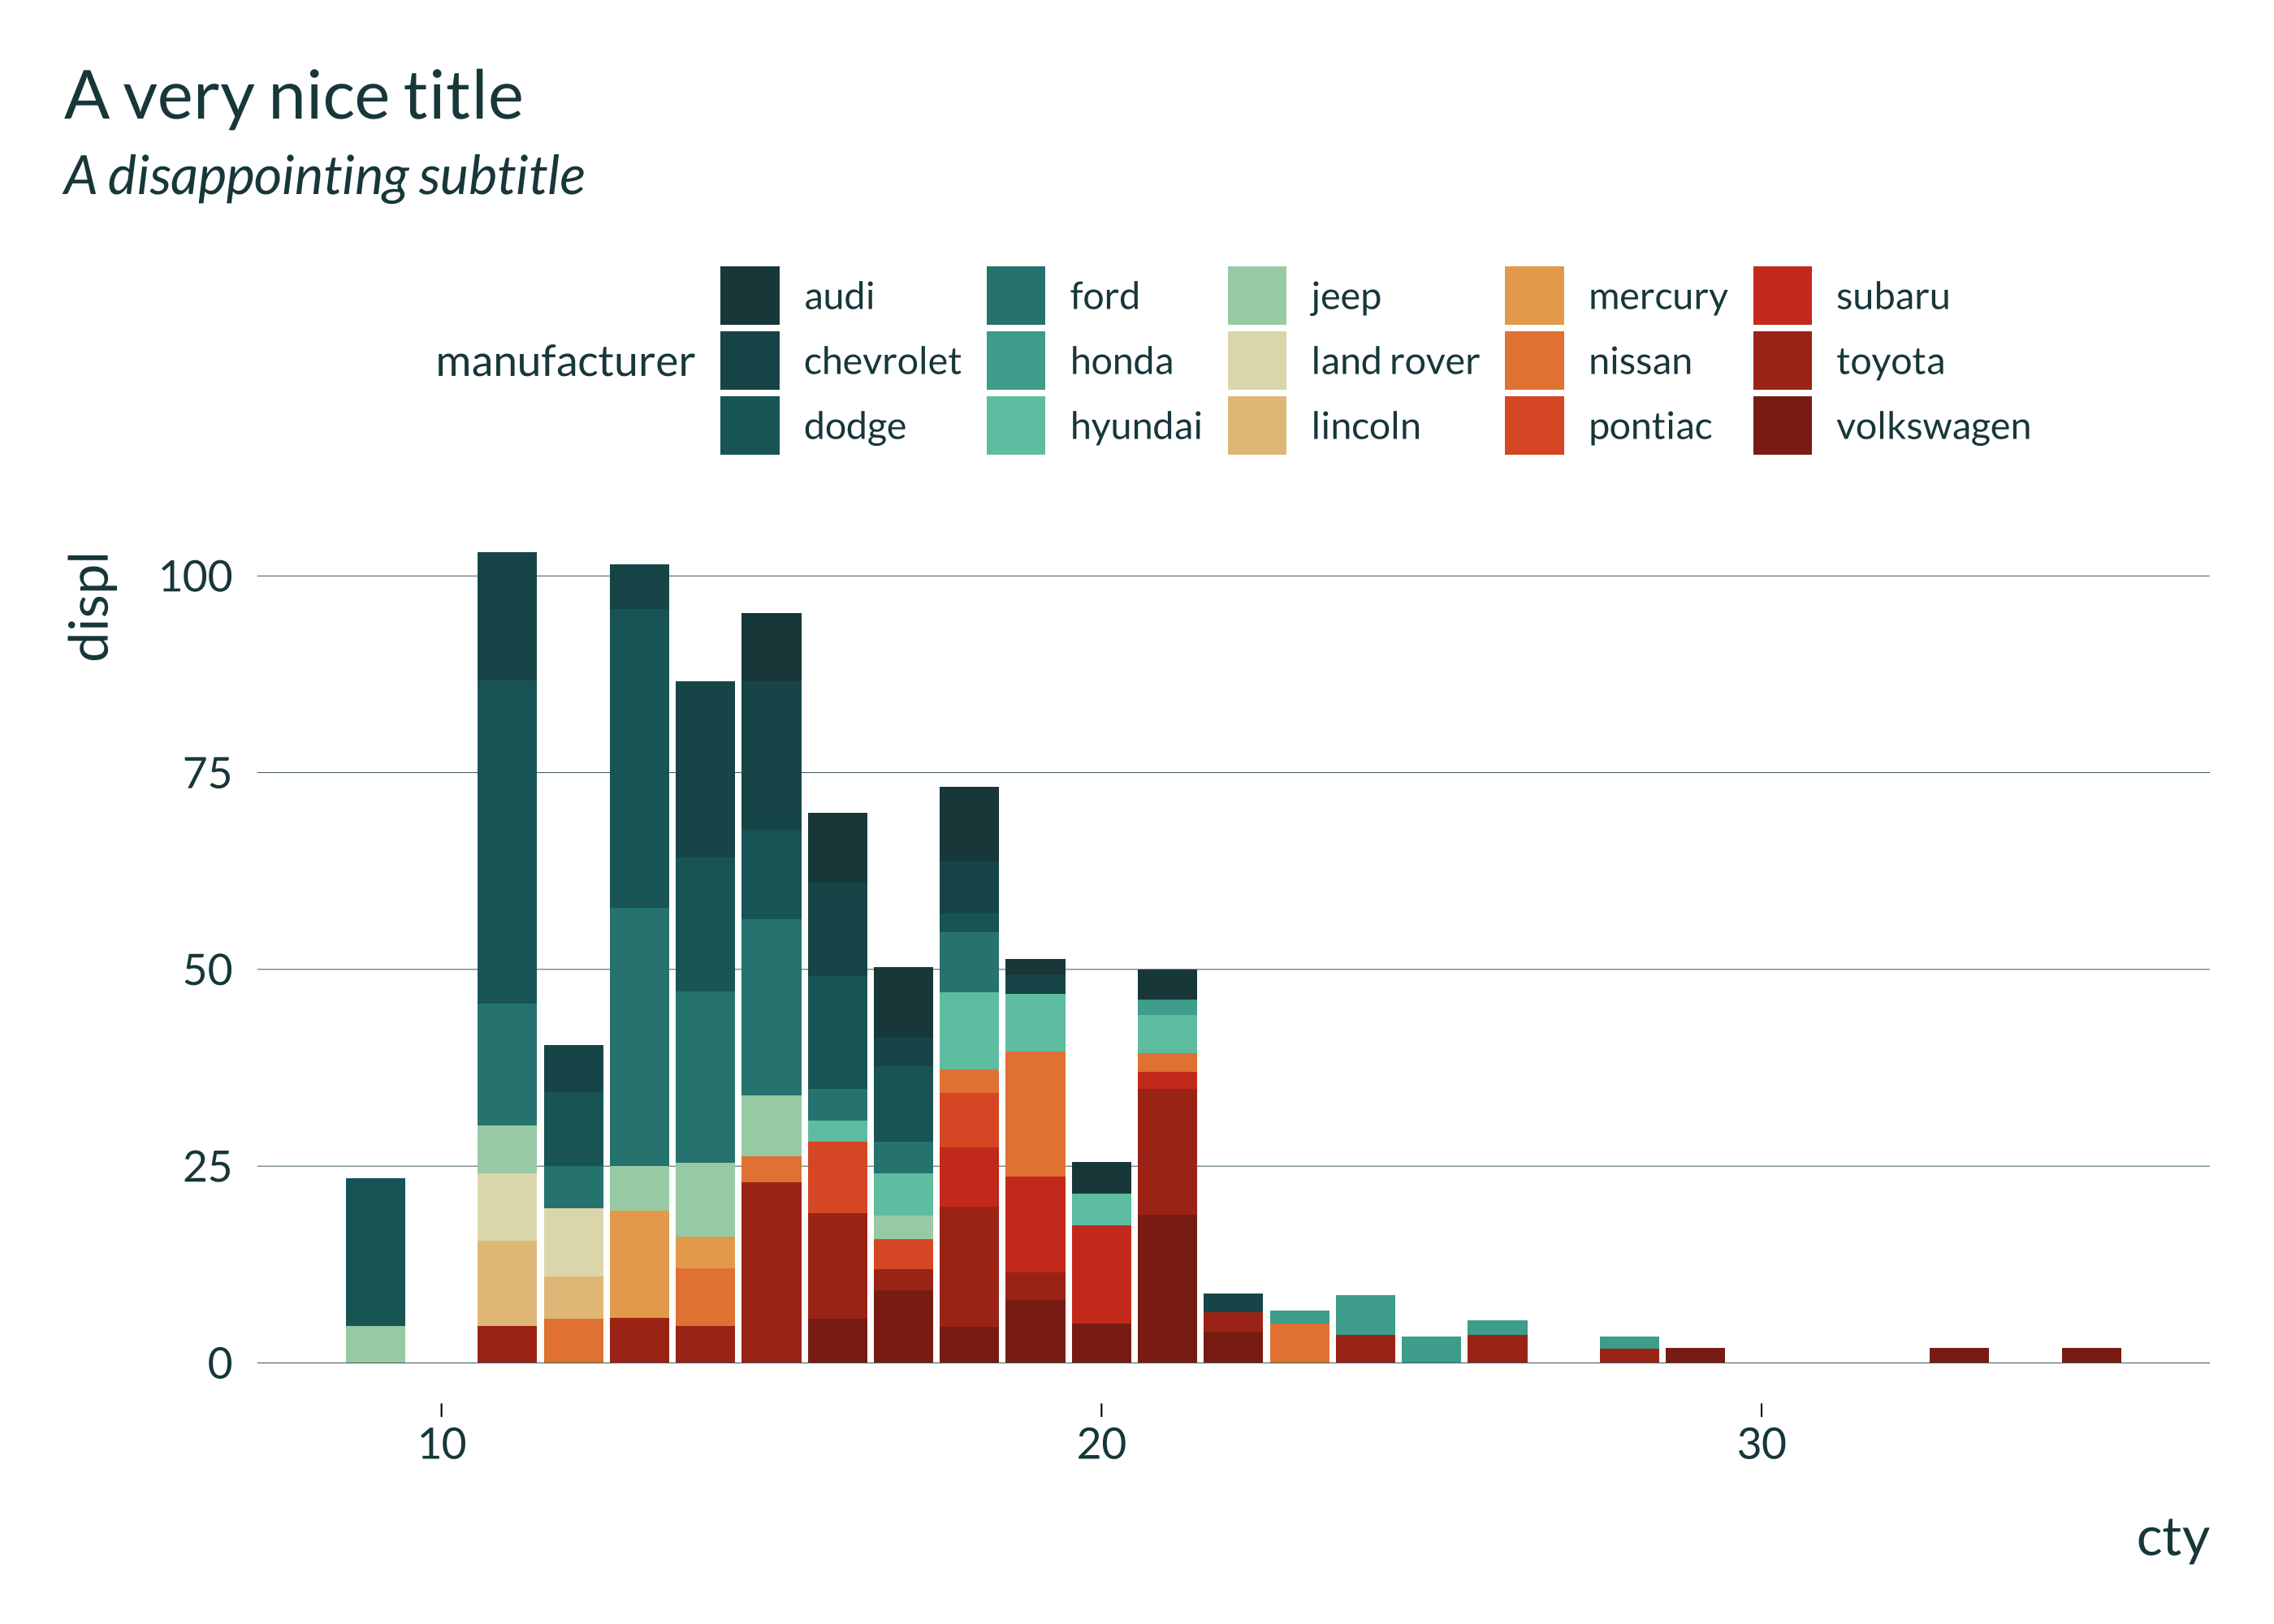 A very nice title
A disappointing subtitle
manufacturer
audi
chevrolet
dodge
ford
honda
hyundai
jeep
land rover
lincoln
mercury
nissan
pontiac
subaru
toyota
volkswagen
displ
100
75
50
25
0
10 20 30
cty